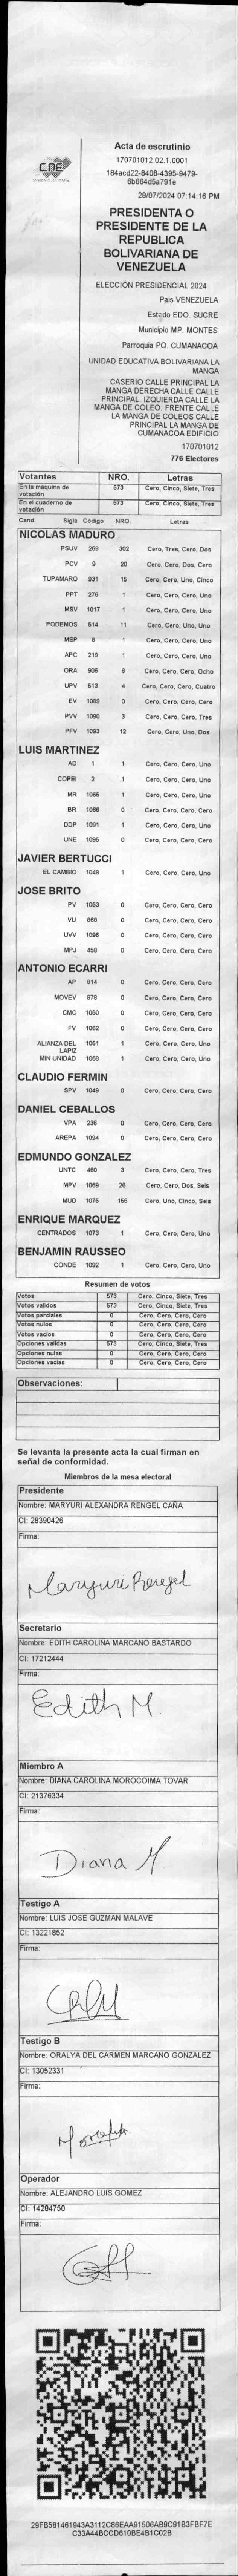 CNE
Acta de escrutinio
170701012.02.1.0001
184acd22-8408-4395-9479-
6b664d5a791e
28/07/2024 07:14:16 PM
PRESIDENTA O
PRESIDENTE DE LA
REPUBLICA
BOLIVARIANA DE
VENEZUELA
ELECCIÓN PRESIDENCIAL 2024
Pais VENEZUELA
Estado EDO. SUCRE
Municipio MP. MONTES
Parroquia PQ. CUMANACOA
UNIDAD EDUCATIVA BOLIVARIANA LA
MANGA
CASERIO CALLE PRINCIPAL LA
MANGA DERECHA CALLE CALLE
PRINCIPAL. IZQUIERDA CALLE LA
MANGA DE COLEO. FRENTE CALLE
LA MANGA DE COLEOS CALLE
PRINCIPAL LA MANGA DE
CUMANACOA EDIFICIO
170701012
776 Electores
Votantes NRO. Letras
En la máquina de votación 573 Cero, Cinco, Siete, Tres
En el cuaderno de votación 573 Cero, Cinco, Siete, Tres
Cand. Sigla Código NRO. Letras
NICOLAS MADURO
PSUV 269 302 Cero, Tres, Cero, Dos
PCV 9 20 Cero, Cero, Dos, Cero
TUPAMARO 931 15 Cero, Cero, Uno, Cinco
PPT 276 1 Cero, Cero, Cero, Uno
MSV 1017 1 Cero, Cero, Cero, Uno
PODEMOS 514 11 Cero, Cero, Uno, Uno
MEP 6 1 Cero, Cero, Cero, Uno
APC 219 1 Cero, Cero, Cero, Uno
ORA 906 8 Cero, Cero, Cero, Ocho
UPV 513 4 Cero, Cero, Cero, Cuatro
EV 1089 0 Cero, Cero, Cero, Cero
PVV 1090 3 Cero, Cero, Cero, Tres
PFV 1093 12 Cero, Cero, Uno, Dos
LUIS MARTINEZ
AD 1 1 Cero, Cero, Cero, Uno
COPEI 2 1 Cero, Cero, Cero, Uno
MR 1065 1 Cero, Cero, Cero, Uno
BR 1066 0 Cero, Cero, Cero, Cero
DDP 1091 1 Cero, Cero, Cero, Uno
UNE 1095 0 Cero, Cero, Cero, Cero
JAVIER BERTUCCI
EL CAMBIO 1048 1 Cero, Cero, Cero, Uno
JOSE BRITO
PV 1053 0 Cero, Cero, Cero, Cero
VU 868 0 Cero, Cero, Cero, Cero
UVV 1096 0 Cero, Cero, Cero, Cero
MPJ 458 0 Cero, Cero, Cero, Cero
ANTONIO ECARRI
AP 814 0 Cero, Cero, Cero, Cero
MOVEV 879 0 Cero, Cero, Cero, Cero
CMC 1050 0 Cero, Cero, Cero, Cero
FV 1062 0 Cero, Cero, Cero, Cero
ALIANZA DEL LAPIZ 1051 1 Cero, Cero, Cero, Uno
MIN UNIDAD 1068 1 Cero, Cero, Cero, Uno
CLAUDIO FERMIN
SPV 1049 0 Cero, Cero, Cero, Cero
DANIEL CEBALLOS
VPA 236 0 Cero, Cero, Cero, Cero
AREPA 1094 0 Cero, Cero, Cero, Cero
EDMUNDO GONZALEZ
UNTC 460 3 Cero, Cero, Cero, Tres
MPV 1069 26 Cero, Cero, Dos, Seis
MUD 1075 156 Cero, Uno, Cinco, Seis
ENRIQUE MARQUEZ
CENTRADOS 1073 1 Cero, Cero, Cero, Uno
BENJAMIN RAUSSEO
CONDE 1092 1 Cero, Cero, Cero, Uno
Resumen de votos
Votos 573 Cero, Cinco, Siete, Tres
Votos validos 573 Cero, Cinco, Siete, Tres
Votos parciales 0 Cero, Cero, Cero, Cero
Votos nulos 0 Cero, Cero, Cero, Cero
Votos vacios 0 Cero, Cero, Cero, Cero
Opciones validas 573 Cero, Cinco, Siete, Tres
Opciones nulas 0 Cero, Cero, Cero, Cero
Opciones vacias 0 Cero, Cero, Cero, Cero
Observaciones:
Se levanta la presente acta la cual firman en
señal de conformidad.
Miembros de la mesa electoral
Presidente
Nombre: MARYURI ALEXANDRA RENGEL CAÑA
CI: 28390426
Firma:
Maryuri Rengel
Secretario
Nombre: EDITH CAROLINA MARCANO BASTARDO
CI: 17212444
Firma:
Edith M.
Miembro A
Nombre: DIANA CAROLINA MOROCOIMA TOVAR
CI: 21376334
Firma:
Diana M
Testigo A
Nombre: LUIS JOSE GUZMAN MALAVE
CI: 13221852
Firma:
Testigo B
Nombre: ORALYA DEL CARMEN MARCANO GONZALEZ
CI: 13052331
Firma:
Operador
Nombre: ALEJANDRO LUIS GOMEZ
CI: 14284750
Firma:
29FB581461943A3112C86EAA91506AB9C91B3FBF7E
C33A44BCCD610BE4B1C02B